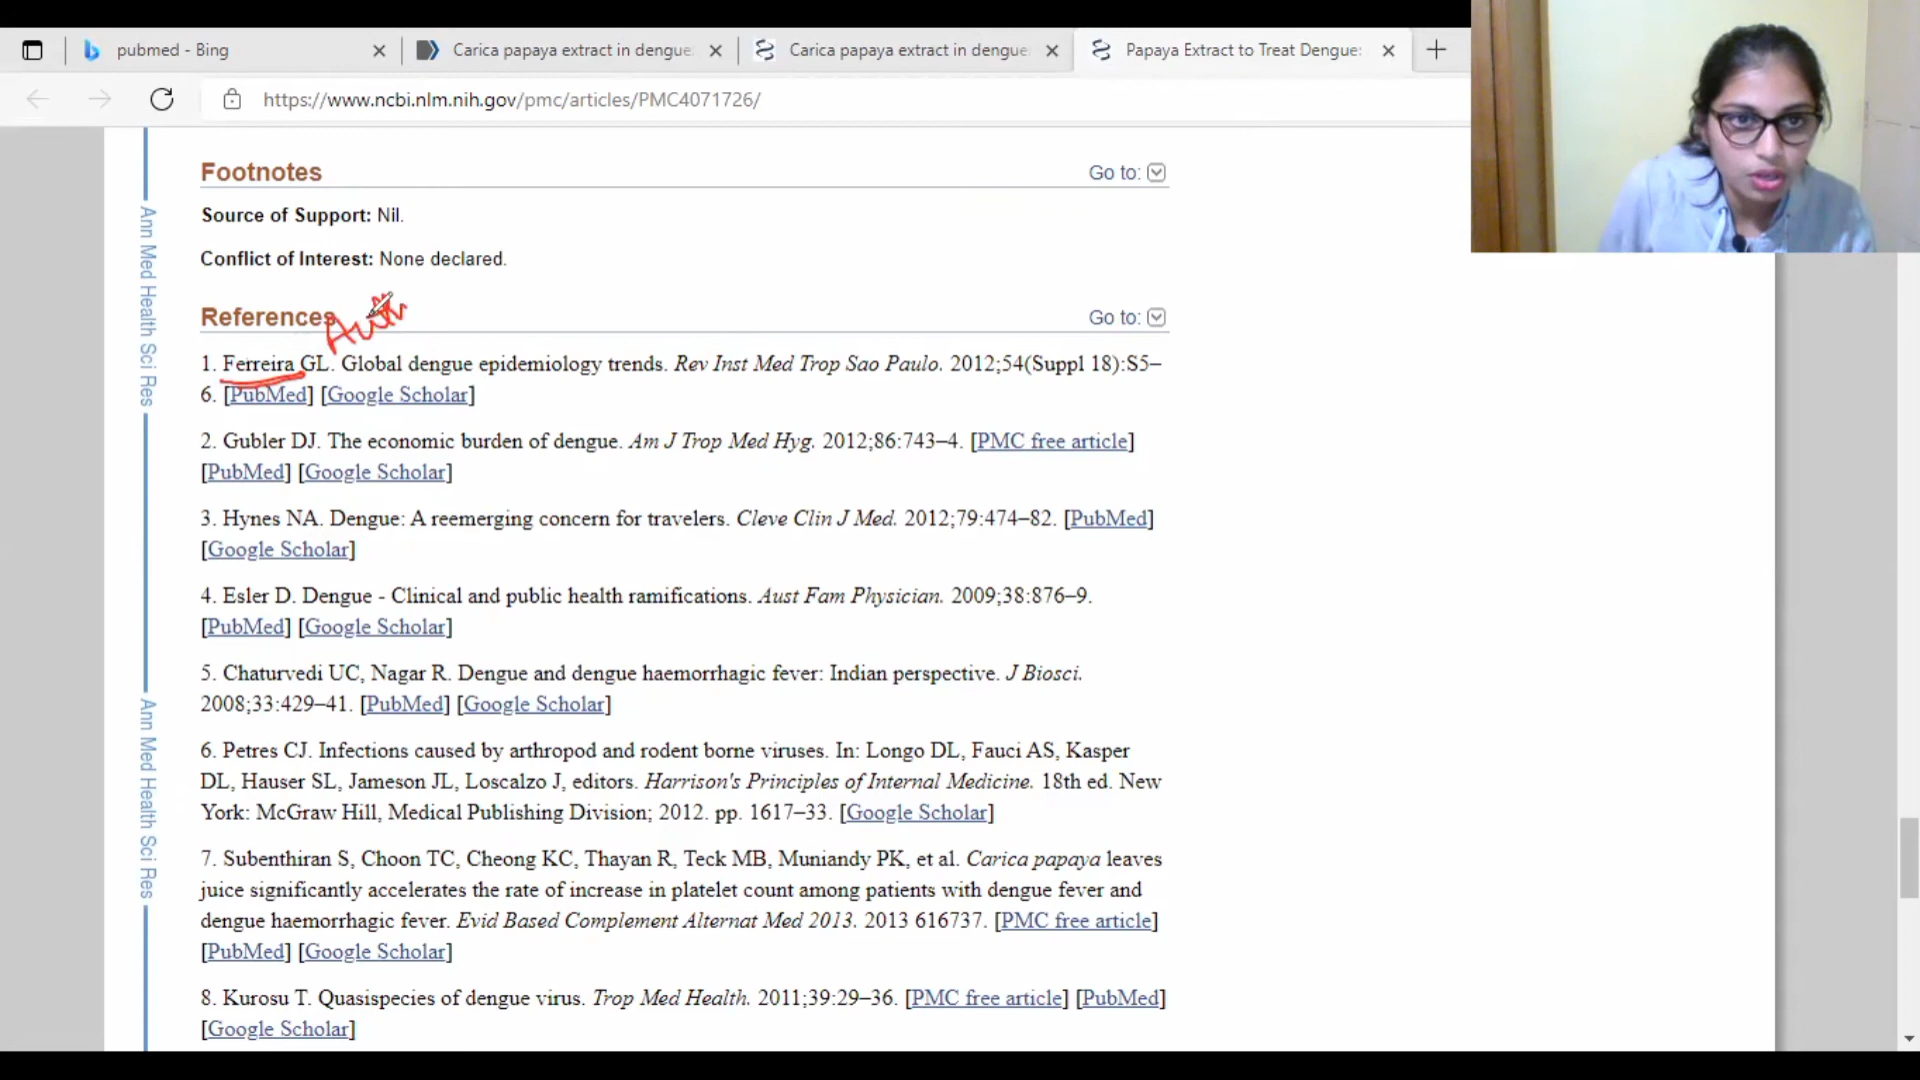 pubmed - Bing
Carica papaya extract in dengue:
Carica papaya extract in dengue:
Papaya Extract to Treat Dengue:
https://www.ncbi.nlm.nih.gov/pmc/articles/PMC4071726/
Ann Med Health Sci Res
Ann Med Health Sci Res
Footnotes
Go to:
Source of Support: Nil.
Conflict of Interest: None declared.
References
Go to:
1. Ferreira GL. Global dengue epidemiology trends. Rev Inst Med Trop Sao Paulo. 2012;54(Suppl 18):S5–
6. [PubMed] [Google Scholar]
2. Gubler DJ. The economic burden of dengue. Am J Trop Med Hyg. 2012;86:743–4. [PMC free article]
[PubMed] [Google Scholar]
3. Hynes NA. Dengue: A reemerging concern for travelers. Cleve Clin J Med. 2012;79:474–82. [PubMed]
[Google Scholar]
4. Esler D. Dengue - Clinical and public health ramifications. Aust Fam Physician. 2009;38:876–9.
[PubMed] [Google Scholar]
5. Chaturvedi UC, Nagar R. Dengue and dengue haemorrhagic fever: Indian perspective. J Biosci.
2008;33:429–41. [PubMed] [Google Scholar]
6. Petres CJ. Infections caused by arthropod and rodent borne viruses. In: Longo DL, Fauci AS, Kasper
DL, Hauser SL, Jameson JL, Loscalzo J, editors. Harrison's Principles of Internal Medicine. 18th ed. New
York: McGraw Hill, Medical Publishing Division; 2012. pp. 1617–33. [Google Scholar]
7. Subenthiran S, Choon TC, Cheong KC, Thayan R, Teck MB, Muniandy PK, et al. Carica papaya leaves
juice significantly accelerates the rate of increase in platelet count among patients with dengue fever and
dengue haemorrhagic fever. Evid Based Complement Alternat Med 2013. 2013 616737. [PMC free article]
[PubMed] [Google Scholar]
8. Kurosu T. Quasispecies of dengue virus. Trop Med Health. 2011;39:29–36. [PMC free article] [PubMed]
[Google Scholar]